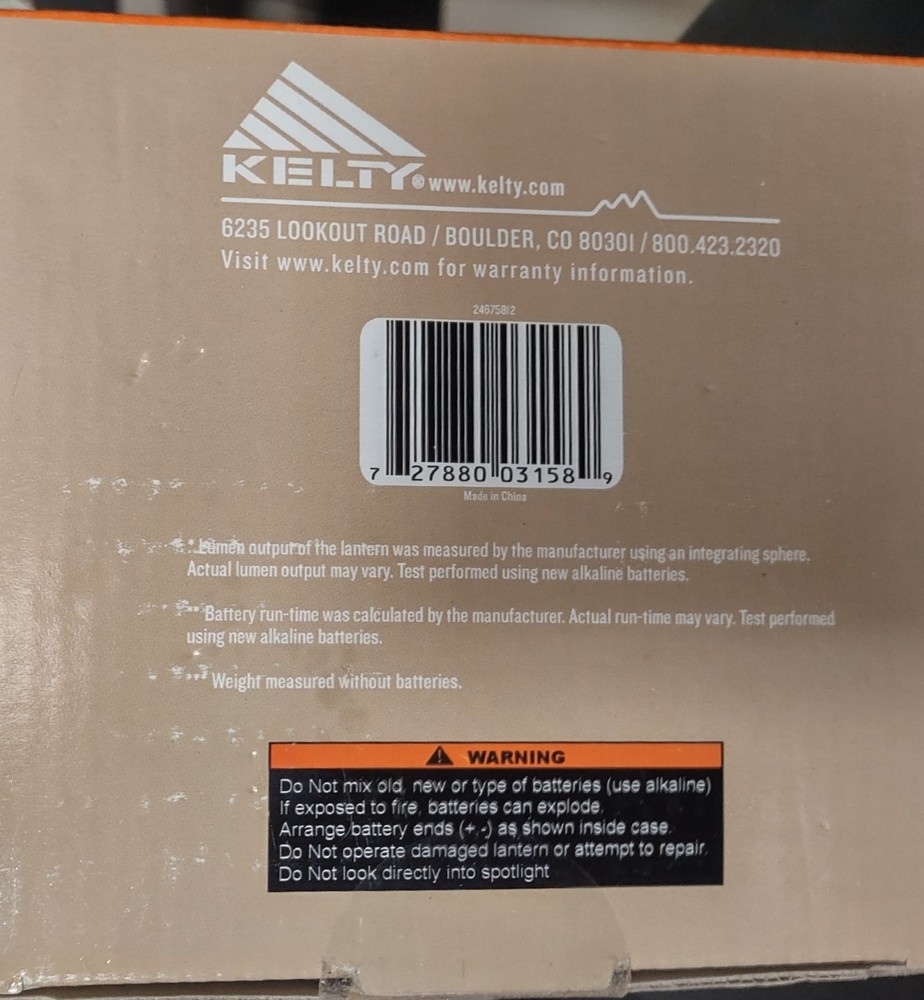 KELTY® www.kelty.com
6235 LOOKOUT ROAD / BOULDER, CO 80301 / 800.423.2320
Visit www.kelty.com for warranty information.
24675812
7 27880 03158 9
Made in China
* Lumen output of the lantern was measured by the manufacturer using an integrating sphere.
Actual lumen output may vary. Test performed using new alkaline batteries.
** Battery run-time was calculated by the manufacturer. Actual run-time may vary. Test performed
using new alkaline batteries.
*** Weight measured without batteries.
WARNING
Do Not mix old, new or type of batteries (use alkaline)
If exposed to fire, batteries can explode.
Arrange battery ends (+,-) as shown inside case.
Do Not operate damaged lantern or attempt to repair.
Do Not look directly into spotlight